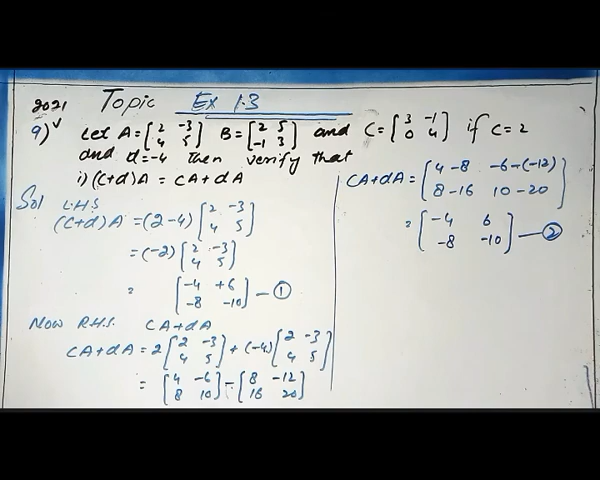 2021 Topic Ex 1.3
9) v Let A = [2 -3 4 5] B = [2 5 -1 3] and C = [3 -1 0 4] if c = 2
and d = -4 then verify that
i) (c+d)A = cA+dA
Sol L.H.S
(c+d)A = (2-4) [2 -3 4 5]
= (-2) [2 -3 4 5]
= [-4 +6 -8 -10] — ①
Now R.H.S. cA+dA
cA+dA = 2 [2 -3 4 5] + (-4) [2 -3 4 5]
= [4 -6 8 10] - [8 -12 16 20]
cA+dA = [4-8 -6-(-12) 8-16 10-20]
= [-4 6 -8 -10] — ②